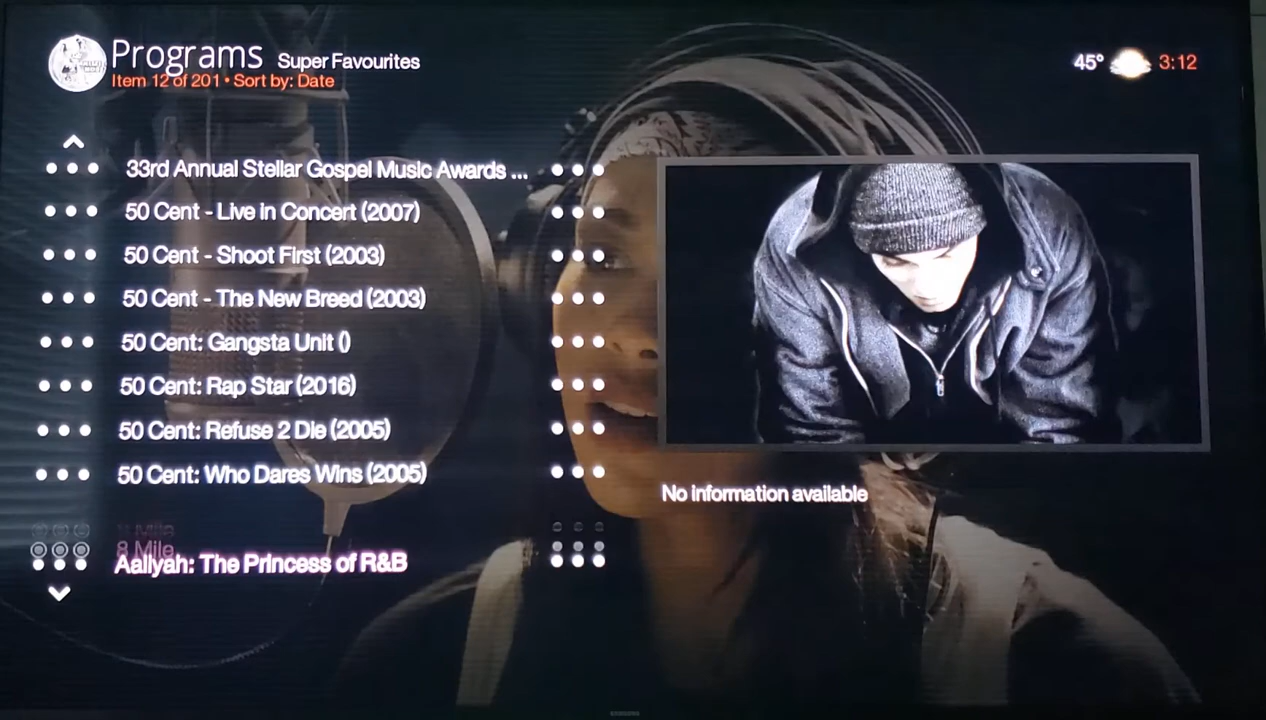 Programs Super Favourites
Item 12 of 201 • Sort by: Date
45° 3:12
33rd Annual Stellar Gospel Music Awards ...
50 Cent - Live in Concert (2007)
50 Cent - Shoot First (2003)
50 Cent - The New Breed (2003)
50 Cent: Gangsta Unit ()
50 Cent: Rap Star (2016)
50 Cent: Refuse 2 Die (2005)
50 Cent: Who Dares Wins (2005)
8 Mile
Aaliyah: The Princess of R&B
No information available